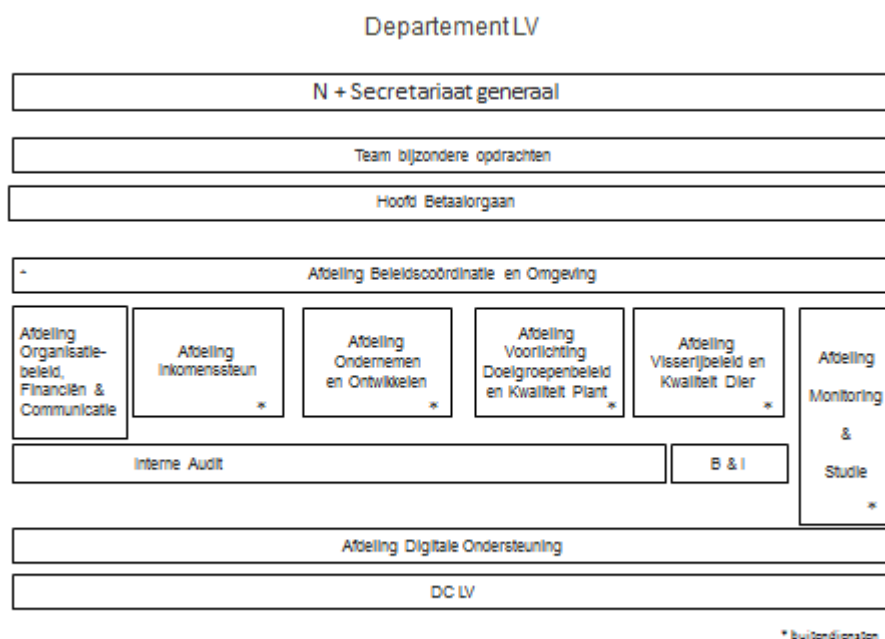 Departement LV
N + Secretariaat generaal
Team bijzondere opdrachten
Hoofd Betaalorgaan
- Afdeling Beleidscoördinatie en Omgeving
Afdeling
Organisatie-
beleid,
Financiën &
Communicatie
Afdeling
Inkomenssteun
*
Afdeling
Ondernemen
en Ontwikkelen
*
Afdeling
Voorlichting
Doelgroepenbeleid
en Kwaliteit Plant
*
Afdeling
Visserijbeleid en
Kwaliteit Dier
*
Afdeling
Monitoring
&
Studie
*
Interne Audit
B & I
Afdeling Digitale Ondersteuning
DC LV
* buitendiensten